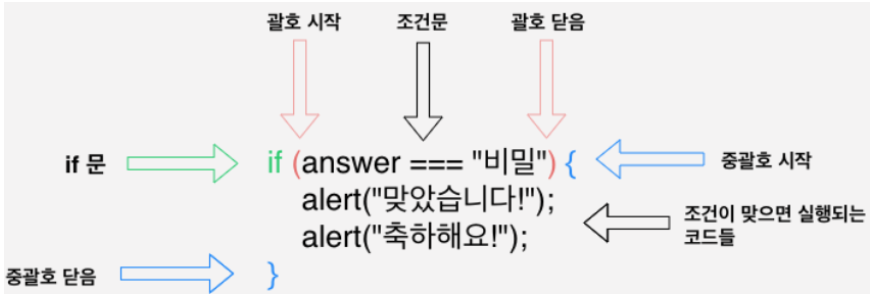 괄호 시작 조건문 괄호 닫음
if 문 if (answer === "비밀") { 중괄호 시작
alert("맞았습니다!");
조건이 맞으면 실행되는
코드들
alert("축하해요!");
중괄호 닫음 }